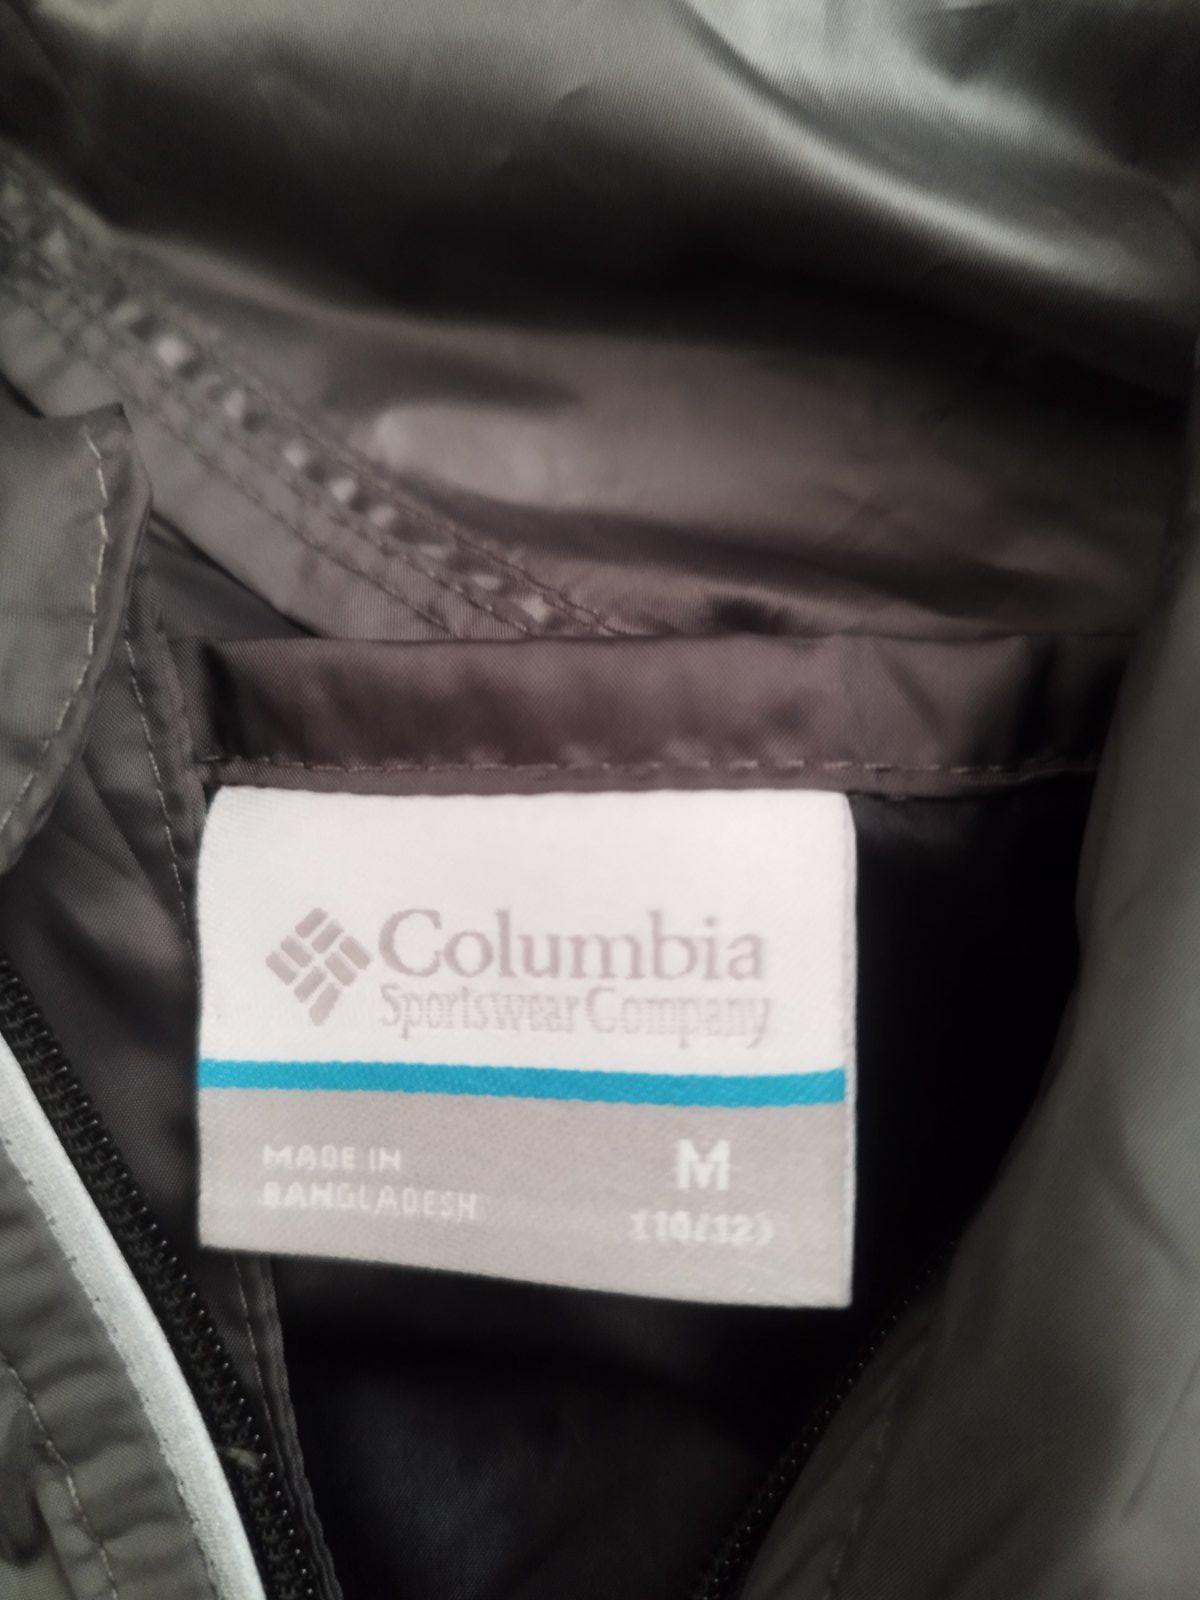 Columbia
Sportswear Company
MADE IN
BANGLADESH
M
(10/12)